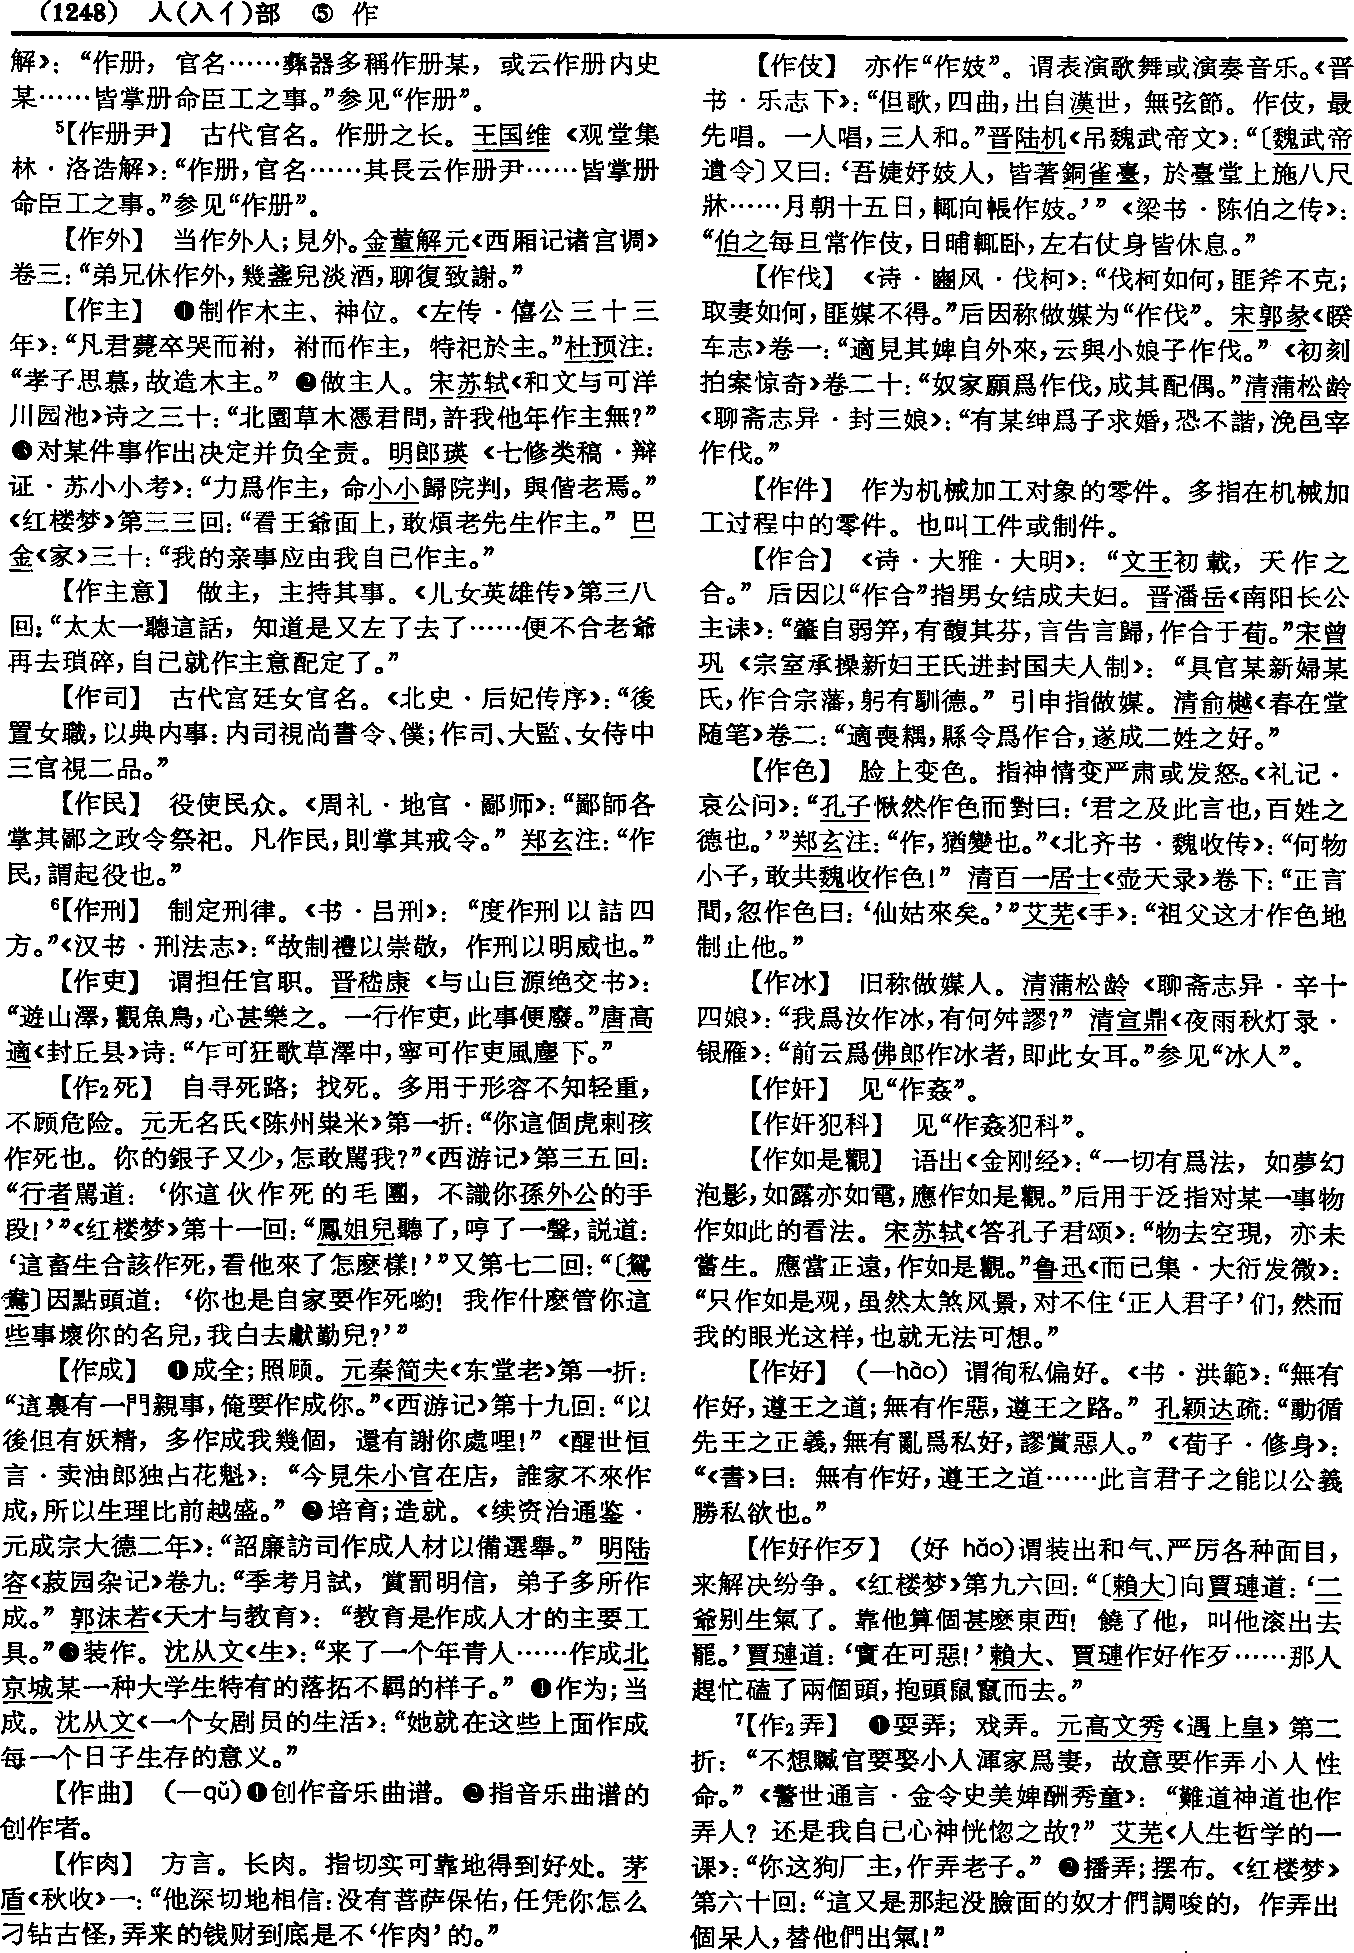 （1248） 人(入亻)部 ⑤ 作
解》：“作册，官名……彝器多稱作册某，或云作册内史
某……皆掌册命臣工之事。”参见“作册”。
⁵【作册尹】 古代官名。作册之长。王国维《观堂集
林·洛诰解》：“作册，官名……其長云作册尹……皆掌册
命臣工之事。”参见“作册”。
【作外】 当作外人；見外。金董解元《西厢记诸宫调》
卷三：“弟兄休作外，幾盞兒淡酒，聊復致謝。”
【作主】 ❶制作木主、神位。《左传·僖公三十三
年》：“凡君薨卒哭而祔，祔而作主，特祀於主。”杜预注：
“孝子思慕，故造木主。” ❷做主人。宋苏轼《和文与可洋
川园池》诗之三十：“北園草木憑君問，許我他年作主無？”
❸对某件事作出决定并负全责。明郎瑛《七修类稿·辩
证·苏小小考》：“力爲作主，命小小歸院判，與偕老焉。”
《红楼梦》第三三回：“看王爺面上，敢煩老先生作主。” 巴
金《家》三十：“我的亲事应由我自己作主。”
【作主意】 做主，主持其事。《儿女英雄传》第三八
回：“太太一聽這話，知道是又左了去了……便不合老爺
再去瑣碎，自己就作主意配定了。”
【作司】 古代宫廷女官名。《北史·后妃传序》：“後
置女職，以典内事：内司視尚書令、僕；作司、大監、女侍中
三官視二品。”
【作民】 役使民众。《周礼·地官·酂师》：“酂師各
掌其酂之政令祭祀。凡作民，則掌其戒令。” 郑玄注：“作
民，謂起役也。”
⁶【作刑】 制定刑律。《书·吕刑》：“度作刑以詰四
方。”《汉书·刑法志》：“故制禮以崇敬，作刑以明威也。”
【作吏】 谓担任官职。晋嵇康《与山巨源绝交书》：
“遊山澤，觀魚鳥，心甚樂之。一行作吏，此事便廢。”唐高
適《封丘县》诗：“乍可狂歌草澤中，寧可作吏風塵下。”
【作₂死】 自寻死路；找死。多用于形容不知轻重，
不顾危险。元无名氏《陈州粜米》第一折：“你這個虎剌孩
作死也。你的銀子又少，怎敢駡我？”《西游记》第三五回：
“行者駡道：‘你這伙作死的毛團，不識你孫外公的手
段！’”《红楼梦》第十一回：“鳳姐兒聽了，哼了一聲，説道：
‘這畜生合該作死，看他來了怎麽樣！’”又第七二回：“〔鴛
鴦〕因點頭道：‘你也是自家要作死喲！我作什麽管你這
些事壞你的名兒，我白去獻勤兒？’”
【作成】 ❶成全；照顾。元秦简夫《东堂老》第一折：
“這裏有一門親事，俺要作成你。”《西游记》第十九回：“以
後但有妖精，多作成我幾個，還有謝你處哩！”《醒世恒
言·卖油郎独占花魁》：“今見朱小官在店，誰家不來作
成，所以生理比前越盛。” ❷培育；造就。《续资治通鉴·
元成宗大德二年》：“詔廉訪司作成人材以備選舉。” 明陆
容《菽园杂记》卷九：“季考月試，賞罰明信，弟子多所作
成。” 郭沫若《天才与教育》：“教育是作成人才的主要工
具。”❸装作。沈从文《生》：“来了一个年青人……作成北
京城某一种大学生特有的落拓不羁的样子。” ❹作为；当
成。沈从文《一个女剧员的生活》：“她就在这些上面作成
每一个日子生存的意义。”
【作曲】 (—qǔ)❶创作音乐曲谱。❷指音乐曲谱的
创作者。
【作肉】 方言。长肉。指切实可靠地得到好处。茅
盾《秋收》一：“他深切地相信：没有菩萨保佑，任凭你怎么
刁钻古怪，弄来的钱财到底是不‘作肉’的。”
【作伎】 亦作“作妓”。谓表演歌舞或演奏音乐。《晋
书·乐志下》：“但歌，四曲，出自漢世，無弦節。作伎，最
先唱。一人唱，三人和。”晋陆机《吊魏武帝文》：“〔魏武帝
遺令〕又曰：‘吾婕妤妓人，皆著銅雀臺，於臺堂上施八尺
牀……月朝十五日，輒向帳作妓。’”《梁书·陈伯之传》：
“伯之每旦常作伎，日晡輒卧，左右仗身皆休息。”
【作伐】 《诗·豳风·伐柯》：“伐柯如何，匪斧不克；
取妻如何，匪媒不得。”后因称做媒为“作伐”。宋郭彖《睽
车志》卷一：“適見其婢自外來，云與小娘子作伐。”《初刻
拍案惊奇》卷二十：“奴家願爲作伐，成其配偶。”清蒲松龄
《聊斋志异·封三娘》：“有某绅爲子求婚，恐不諧，浼邑宰
作伐。”
【作件】 作为机械加工对象的零件。多指在机械加
工过程中的零件。也叫工件或制件。
【作合】 《诗·大雅·大明》：“文王初載，天作之
合。” 后因以“作合”指男女结成夫妇。晋潘岳《南阳长公
主诔》：“肇自弱笄，有馥其芬，言告言歸，作合于荀。”宋曾
巩《宗室承操新妇王氏进封国夫人制》：“具官某新婦某
氏，作合宗藩，躬有馴德。” 引申指做媒。清俞樾《春在堂
随笔》卷二：“適喪耦，縣令爲作合，遂成二姓之好。”
【作色】 脸上变色。指神情变严肃或发怒。《礼记·
哀公问》：“孔子愀然作色而對曰：‘君之及此言也，百姓之
德也。’”郑玄注：“作，猶變也。”《北齐书·魏收传》：“何物
小子，敢共魏收作色！” 清百一居士《壶天录》卷下：“正言
間，忽作色曰：‘仙姑來矣。’”艾芜《手》：“祖父这才作色地
制止他。”
【作冰】 旧称做媒人。清蒲松龄《聊斋志异·辛十
四娘》：“我爲汝作冰，有何舛謬？” 清宣鼎《夜雨秋灯录·
银雁》：“前云爲佛郎作冰者，即此女耳。”参见“冰人”。
【作奸】 见“作姦”。
【作奸犯科】 见“作姦犯科”。
【作如是觀】 语出《金刚经》：“一切有爲法，如夢幻
泡影，如露亦如電，應作如是觀。”后用于泛指对某一事物
作如此的看法。宋苏轼《答孔子君颂》：“物去空現，亦未
嘗生。應當正遠，作如是觀。”鲁迅《而已集·大衍发微》：
“只作如是观，虽然太煞风景，对不住‘正人君子’们，然而
我的眼光这样，也就无法可想。”
【作好】 (—hào) 谓徇私偏好。《书·洪範》：“無有
作好，遵王之道；無有作惡，遵王之路。” 孔颖达疏：“動循
先王之正義，無有亂爲私好，謬賞惡人。”《荀子·修身》：
“《書》曰：無有作好，遵王之道……此言君子之能以公義
勝私欲也。”
【作好作歹】 (好 hǎo)谓装出和气、严厉各种面目，
来解决纷争。《红楼梦》第九六回：“〔賴大〕向賈璉道：‘二
爺别生氣了。靠他算個甚麽東西！饒了他，叫他滚出去
罷。’賈璉道：‘實在可惡！’賴大、賈璉作好作歹……那人
趕忙磕了兩個頭，抱頭鼠竄而去。”
⁷【作₂弄】 ❶耍弄；戏弄。元高文秀《遇上皇》第二
折：“不想贓官要娶小人渾家爲妻，故意要作弄小人性
命。”《警世通言·金令史美婢酬秀童》：“難道神道也作
弄人？还是我自己心神恍惚之故？” 艾芜《人生哲学的一
课》：“你这狗厂主，作弄老子。” ❷播弄；摆布。《红楼梦》
第六十回：“這又是那起没臉面的奴才們調唆的，作弄出
個呆人，替他們出氣！”